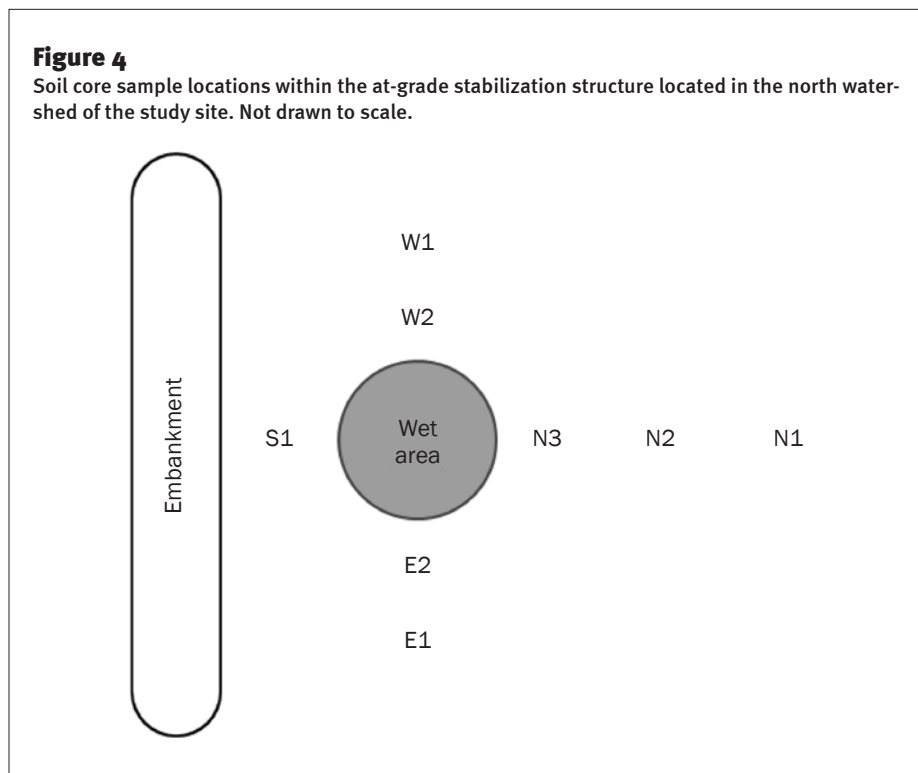 Figure 4
Soil core sample locations within the at-grade stabilization structure located in the north water-
shed of the study site. Not drawn to scale.
W1
W2
Embankment
S1
Wet
area
N3
N2
N1
E2
E1